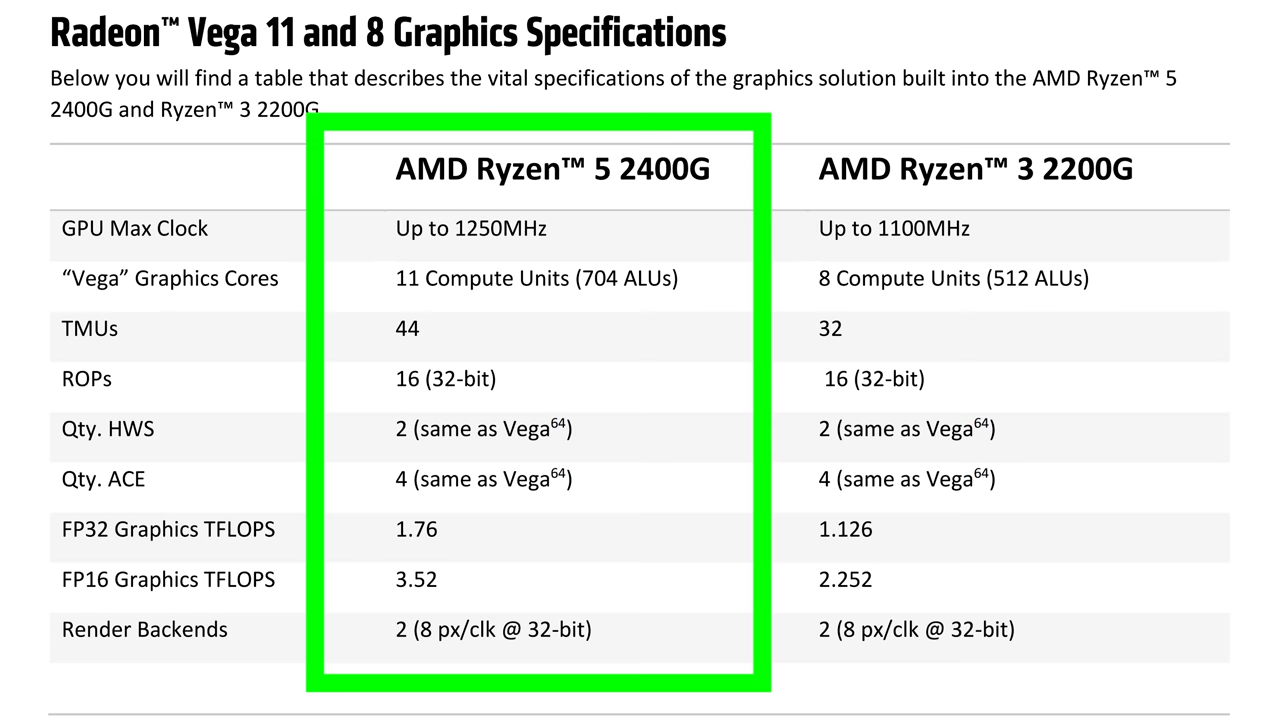 Radeon™ Vega 11 and 8 Graphics Specifications
Below you will find a table that describes the vital specifications of the graphics solution built into the AMD Ryzen™ 5
2400G and Ryzen™ 3 2200G
AMD Ryzen™ 5 2400G AMD Ryzen™ 3 2200G
GPU Max Clock Up to 1250MHz Up to 1100MHz
“Vega” Graphics Cores 11 Compute Units (704 ALUs) 8 Compute Units (512 ALUs)
TMUs 44 32
ROPs 16 (32-bit) 16 (32-bit)
Qty. HWS 2 (same as Vega⁶⁴) 2 (same as Vega⁶⁴)
Qty. ACE 4 (same as Vega⁶⁴) 4 (same as Vega⁶⁴)
FP32 Graphics TFLOPS 1.76 1.126
FP16 Graphics TFLOPS 3.52 2.252
Render Backends 2 (8 px/clk @ 32-bit) 2 (8 px/clk @ 32-bit)